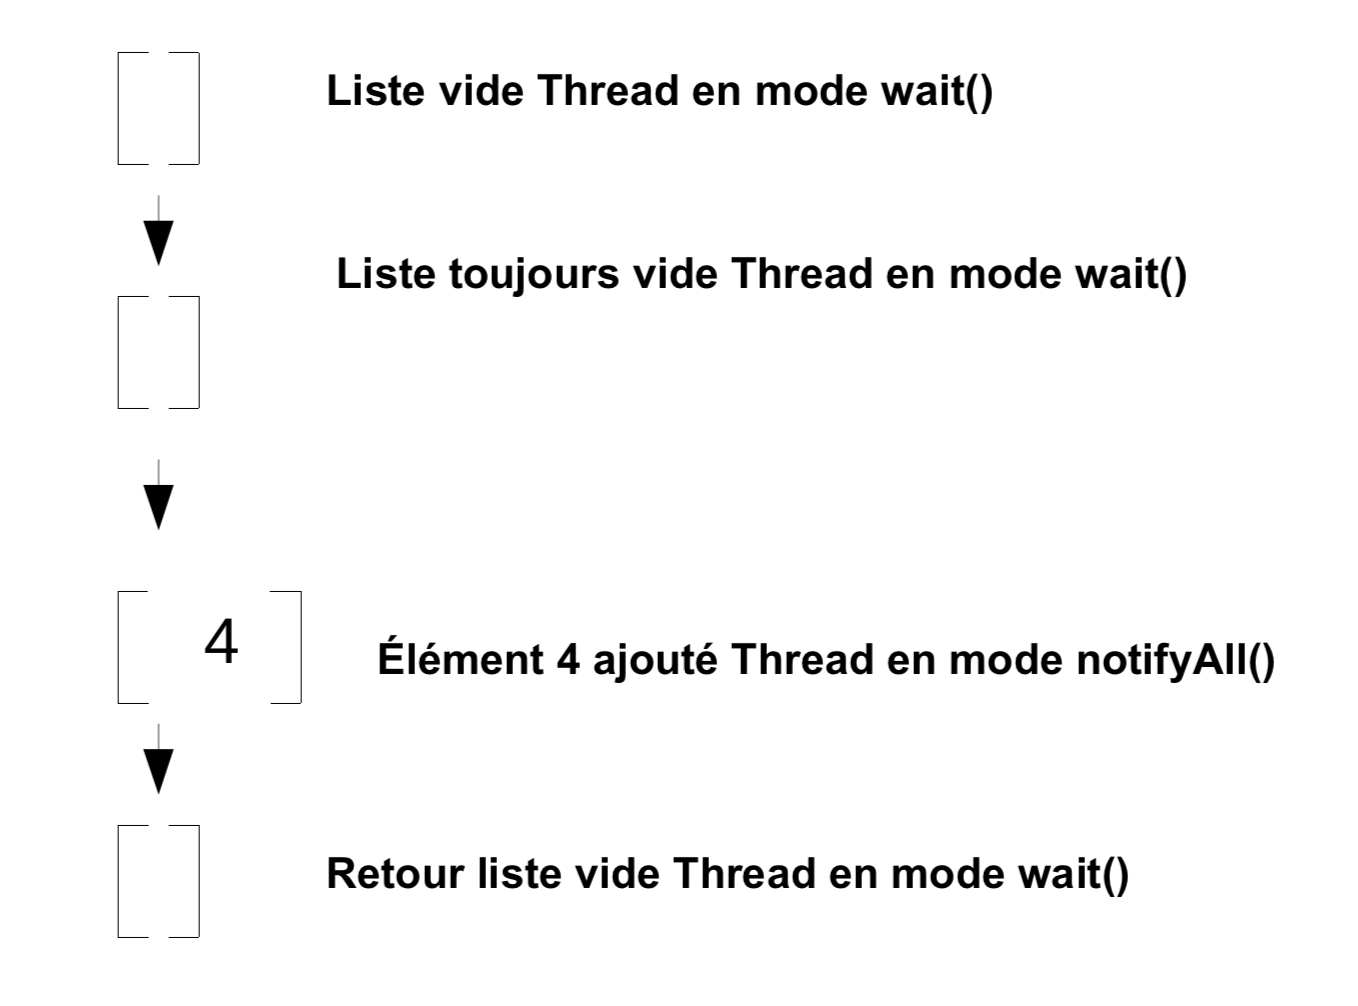 Liste vide Thread en mode wait()
Liste toujours vide Thread en mode wait()
4
Élément 4 ajouté Thread en mode notifyAll()
Retour liste vide Thread en mode wait()